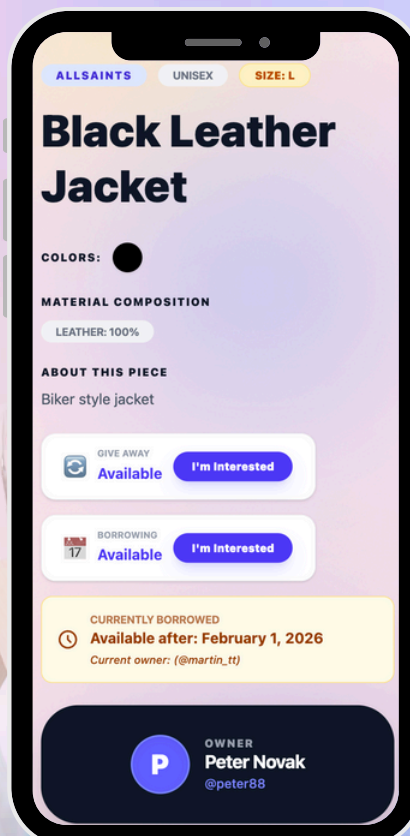 ALLSAINTS UNISEX SIZE: L
Black Leather
Jacket
COLORS:
MATERIAL COMPOSITION
LEATHER: 100%
ABOUT THIS PIECE
Biker style jacket
GIVE AWAY
Available I'm Interested
17
BORROWING
Available I'm Interested
CURRENTLY BORROWED
Available after: February 1, 2026
Current owner: (@martin_tt)
P
OWNER
Peter Novak
@peter88